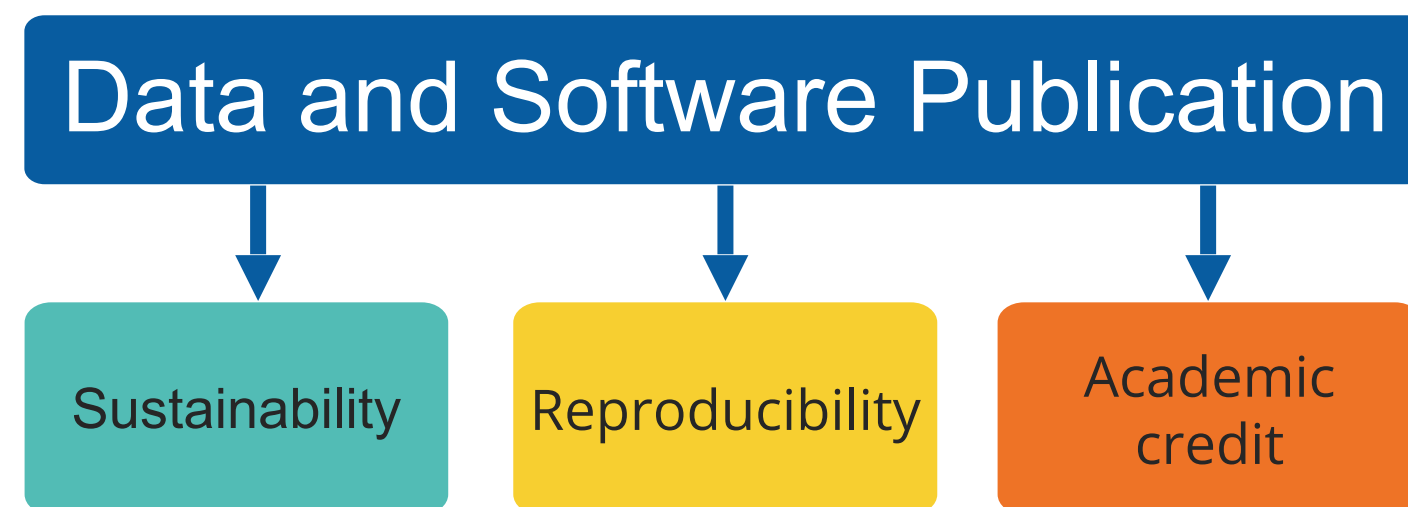 Data and Software Publication
Sustainability
Reproducibility
Academic
credit